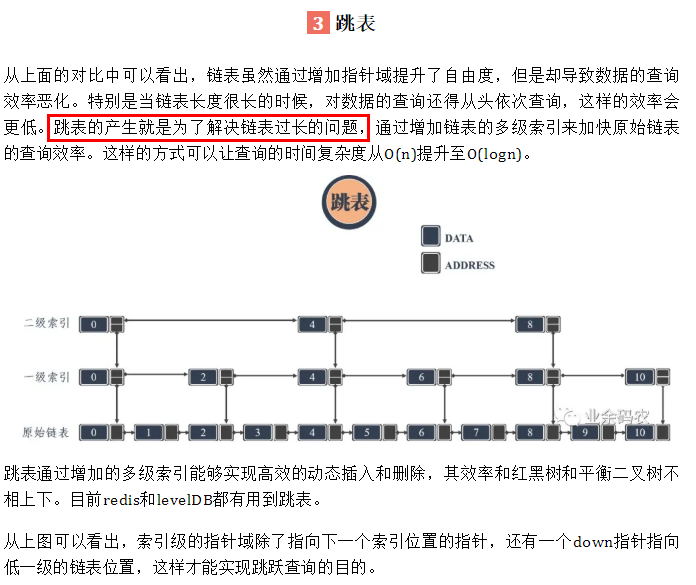 3 跳表
从上面的对比中可以看出，链表虽然通过增加指针域提升了自由度，但是却导致数据的查询
效率恶化。特别是当链表长度很长的时候，对数据的查询还得从头依次查询，这样的效率会
更低。跳表的产生就是为了解决链表过长的问题，通过增加链表的多级索引来加快原始链表
的查询效率。这样的方式可以让查询的时间复杂度从O(n)提升至O(logn)。
跳表
DATA
ADDRESS
二级索引 0 4 8
一级索引 0 2 4 6 8 10
业余码农
原始链表 0 1 2 3 4 5 6 7 8 9 10
跳表通过增加的多级索引能够实现高效的动态插入和删除，其效率和红黑树和平衡二叉树不
相上下。目前redis和levelDB都有用到跳表。
从上图可以看出，索引级的指针域除了指向下一个索引位置的指针，还有一个down指针指向
低一级的链表位置，这样才能实现跳跃查询的目的。